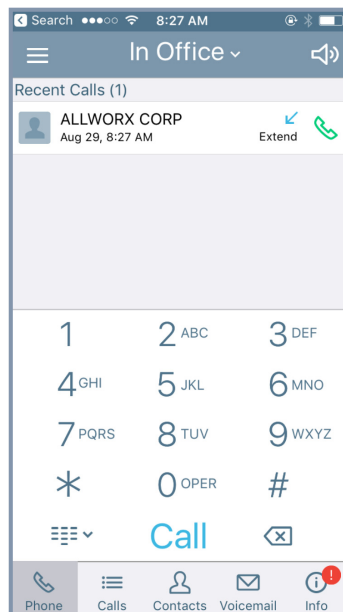 Search 8:27 AM
In Office
Recent Calls (1)
ALLWORX CORP
Aug 29, 8:27 AM
Extend
1 2 ABC 3 DEF
4 GHI 5 JKL 6 MNO
7 PQRS 8 TUV 9 WXYZ
* 0 OPER #
Call
!
Phone Calls Contacts Voicemail Info